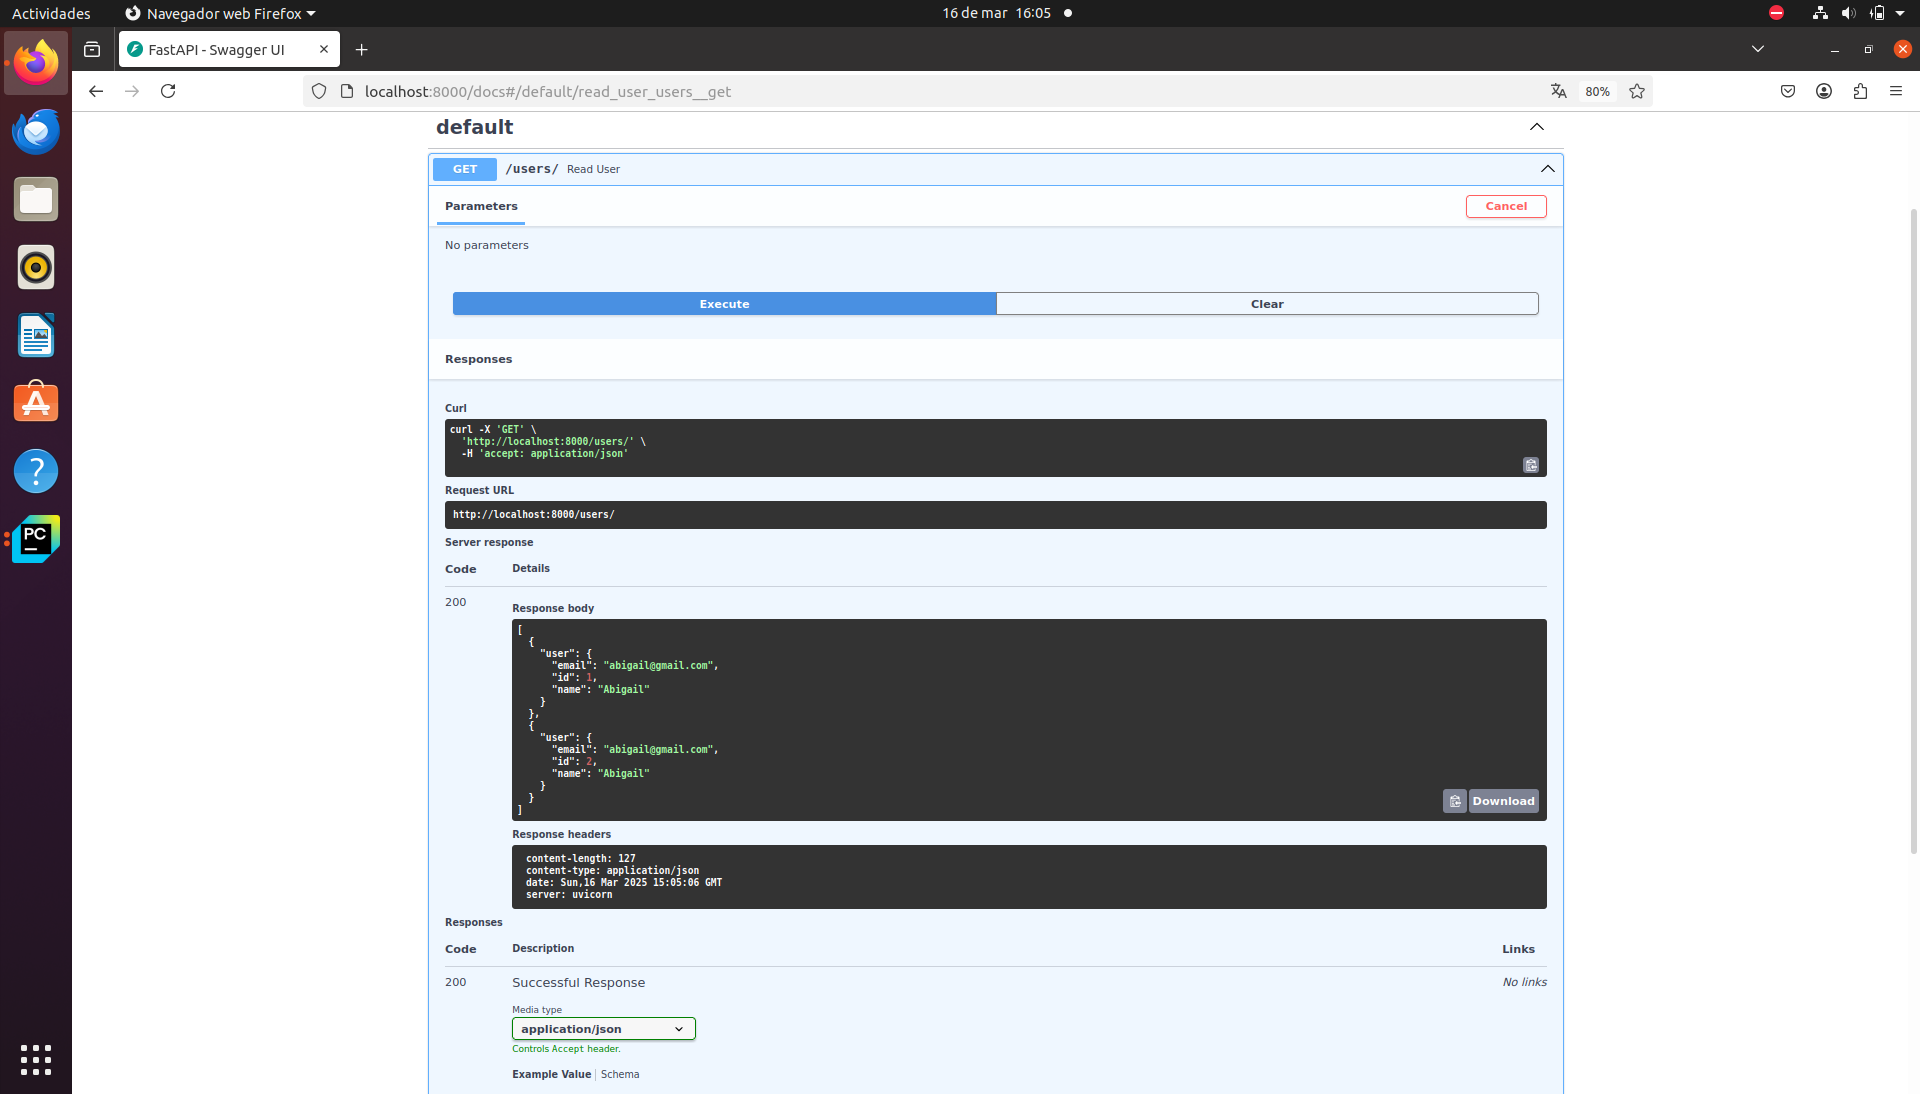 Actividades
Navegador web Firefox
16 de mar 16:05
FastAPI - Swagger UI
localhost:8000/docs#/default/read_user_users__get
80%
default
GET /users/ Read User
Parameters
Cancel
No parameters
Execute
Clear
Responses
Curl
curl -X 'GET' \
'http://localhost:8000/users/' \
-H 'accept: application/json'
Request URL
http://localhost:8000/users/
Server response
Code Details
200
Response body
[
{
"user": {
"email": "abigail@gmail.com",
"id": 1,
"name": "Abigail"
}
},
{
"user": {
"email": "abigail@gmail.com",
"id": 2,
"name": "Abigail"
}
}
]
Download
Response headers
content-length: 127
content-type: application/json
date: Sun,16 Mar 2025 15:05:06 GMT
server: uvicorn
Responses
Code Description Links
200 Successful Response No links
Media type
application/json
Controls Accept header.
Example Value Schema
PC